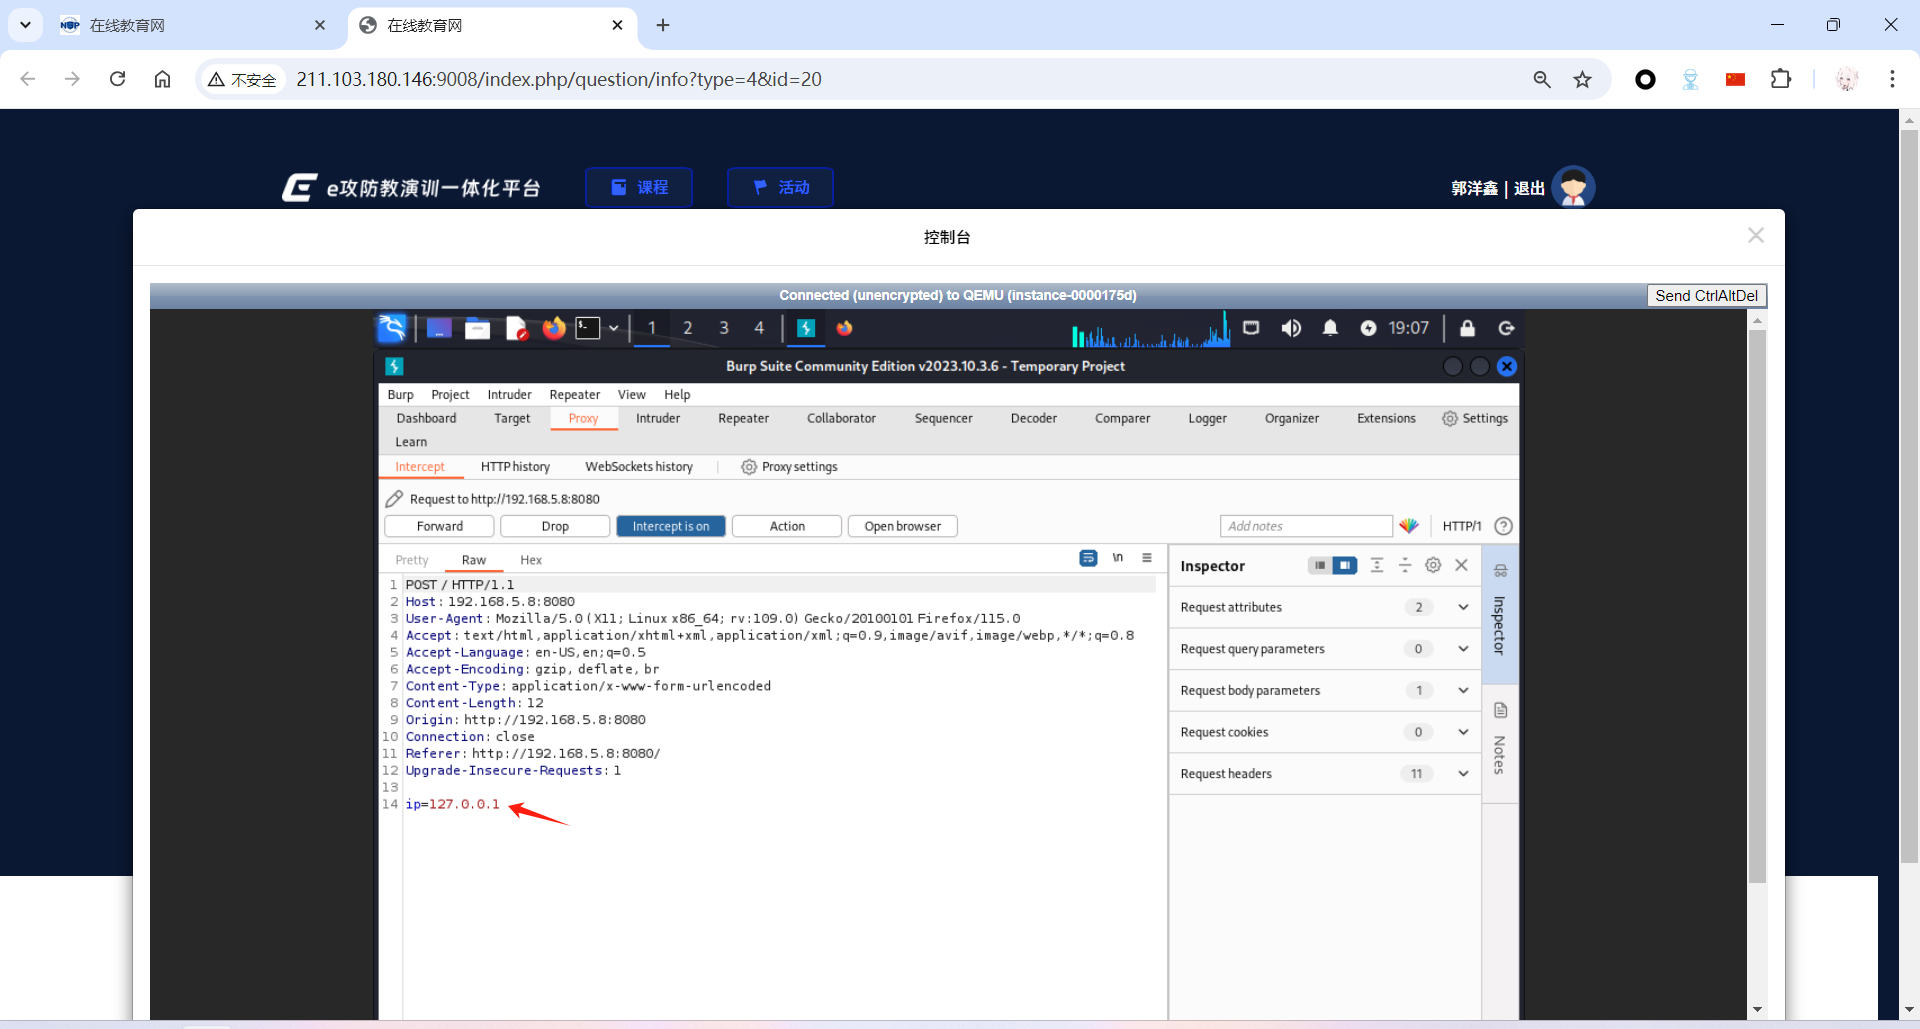 在线教育网
在线教育网
不安全
211.103.180.146:9008/index.php/question/info?type=4&id=20
e攻防教演训一体化平台
课程
活动
郭洋鑫 | 退出
控制台
Connected (unencrypted) to QEMU (instance-0000175d)
Send CtrlAltDel
1 2 3 4
19:07
Burp Suite Community Edition v2023.10.3.6 - Temporary Project
Burp Project Intruder Repeater View Help
Dashboard Target Proxy Intruder Repeater Collaborator Sequencer Decoder Comparer Logger Organizer Extensions Settings
Learn
Intercept HTTP history WebSockets history Proxy settings
Request to http://192.168.5.8:8080
Forward Drop Intercept is on Action Open browser Add notes HTTP/1 ?
Pretty Raw Hex \n
1 POST / HTTP/1.1
2 Host: 192.168.5.8:8080
3 User-Agent: Mozilla/5.0 (X11; Linux x86_64; rv:109.0) Gecko/20100101 Firefox/115.0
4 Accept: text/html,application/xhtml+xml,application/xml;q=0.9,image/avif,image/webp,*/*;q=0.8
5 Accept-Language: en-US,en;q=0.5
6 Accept-Encoding: gzip, deflate, br
7 Content-Type: application/x-www-form-urlencoded
8 Content-Length: 12
9 Origin: http://192.168.5.8:8080
10 Connection: close
11 Referer: http://192.168.5.8:8080/
12 Upgrade-Insecure-Requests: 1
13
14 ip=127.0.0.1
Inspector
Request attributes 2
Request query parameters 0
Request body parameters 1
Request cookies 0
Request headers 11
Inspector
Notes